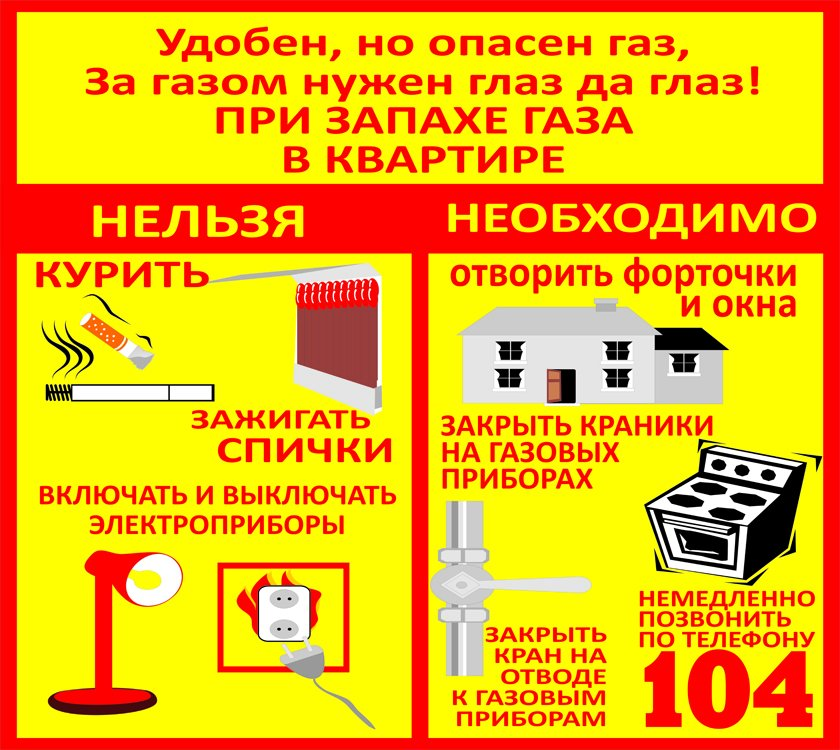 Удобен, но опасен газ,
За газом нужен глаз да глаз!
ПРИ ЗАПАХЕ ГАЗА
В КВАРТИРЕ
НЕЛЬЗЯ
КУРИТЬ
ЗАЖИГАТЬ
СПИЧКИ
ВКЛЮЧАТЬ И ВЫКЛЮЧАТЬ
ЭЛЕКТРОПРИБОРЫ
НЕОБХОДИМО
ОТВОРИТЬ ФОРТОЧКИ
И ОКНА
ЗАКРЫТЬ КРАНИКИ
НА ГАЗОВЫХ
ПРИБОРАХ
ЗАКРЫТЬ
КРАН НА
ОТВОДЕ
К ГАЗОВЫМ
ПРИБОРАМ
НЕМЕДЛЕННО
ПОЗВОНИТЬ
ПО ТЕЛЕФОНУ
104